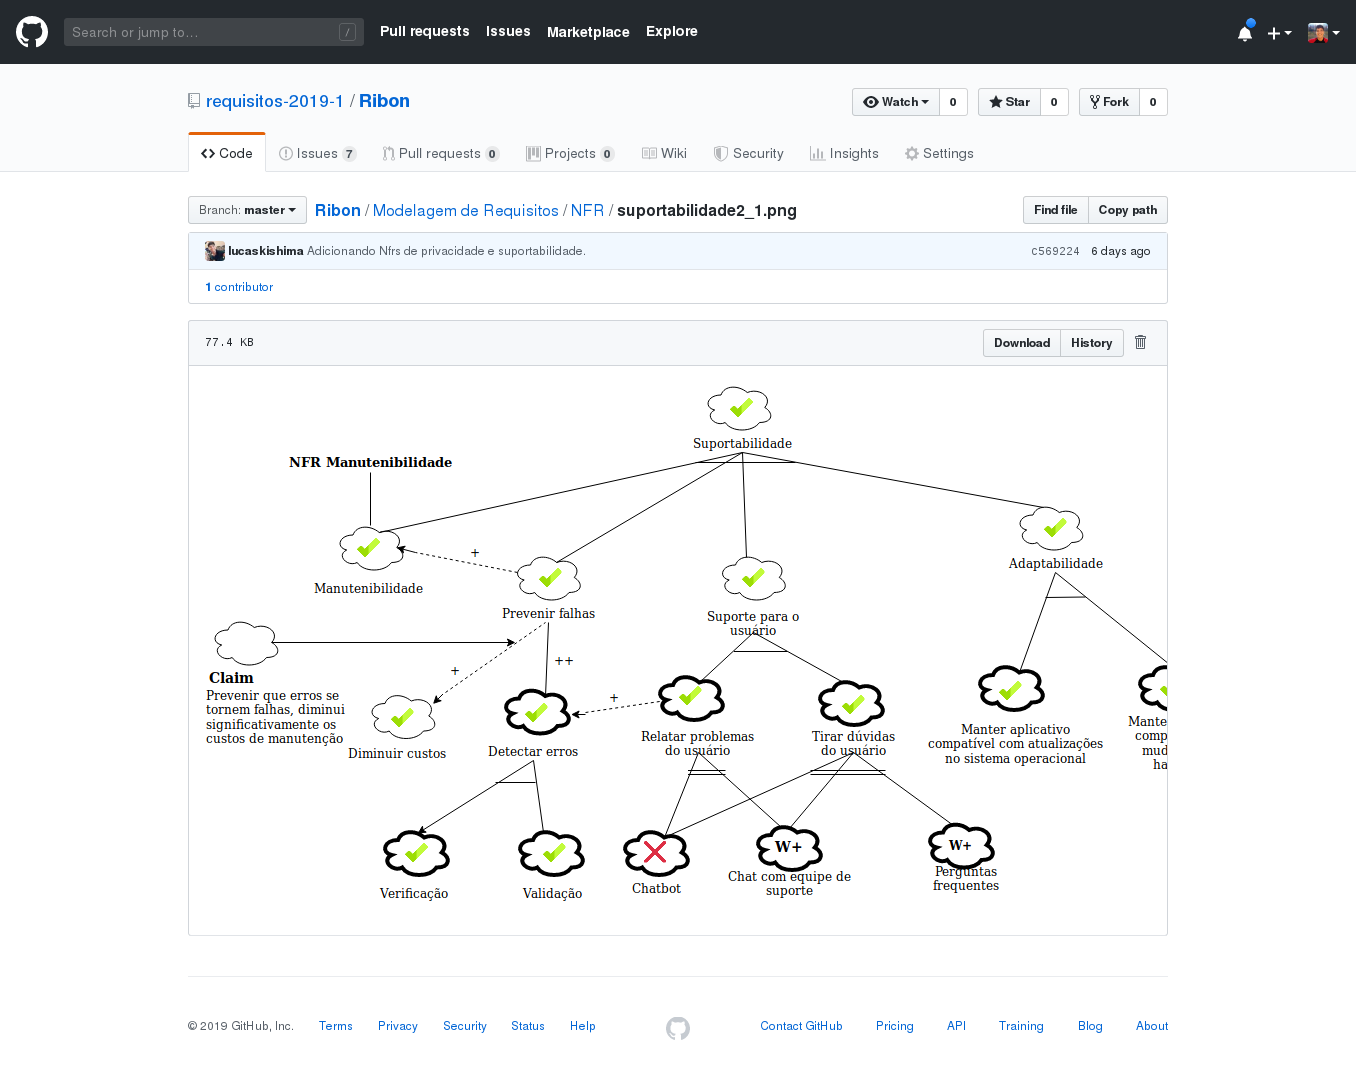 Search or jump to…
/
Pull requests
Issues
Marketplace
Explore
requisitos-2019-1 / Ribon
Watch 0
Star 0
Fork 0
Code
Issues 7
Pull requests 0
Projects 0
Wiki
Security
Insights
Settings
Branch: master
Ribon / Modelagem de Requisitos / NFR / suportabilidade2_1.png
Find file
Copy path
lucaskishima Adicionando Nfrs de privacidade e suportabilidade.
c569224 6 days ago
1 contributor
77.4 KB
Download
History
Suportabilidade
NFR Manutenibilidade
Manutenibilidade
+
Prevenir falhas
Suporte para o
usuário
Adaptabilidade
Claim
Prevenir que erros se
tornem falhas, diminui
significativamente os
custos de manutenção
+
++
Diminuir custos
Detectar erros
+
Relatar problemas
do usuário
Tirar dúvidas
do usuário
Manter aplicativo
compatível com atualizações
no sistema operacional
Mante
comp
mud
ha
Verificação
Validação
Chatbot
W+
Chat com equipe de
suporte
W+
Perguntas
frequentes
© 2019 GitHub, Inc.
Terms
Privacy
Security
Status
Help
Contact GitHub
Pricing
API
Training
Blog
About